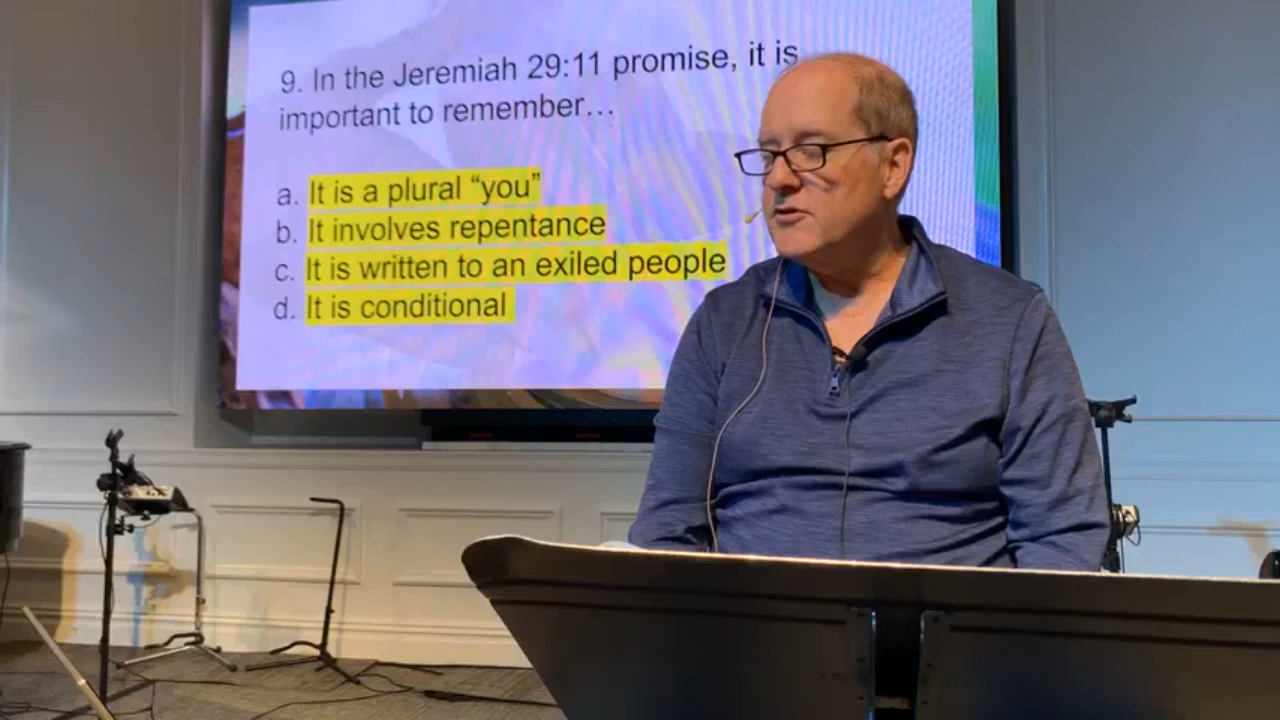 9. In the Jeremiah 29:11 promise, it is
important to remember…
a. It is a plural “you”
b. It involves repentance
c. It is written to an exiled people
d. It is conditional